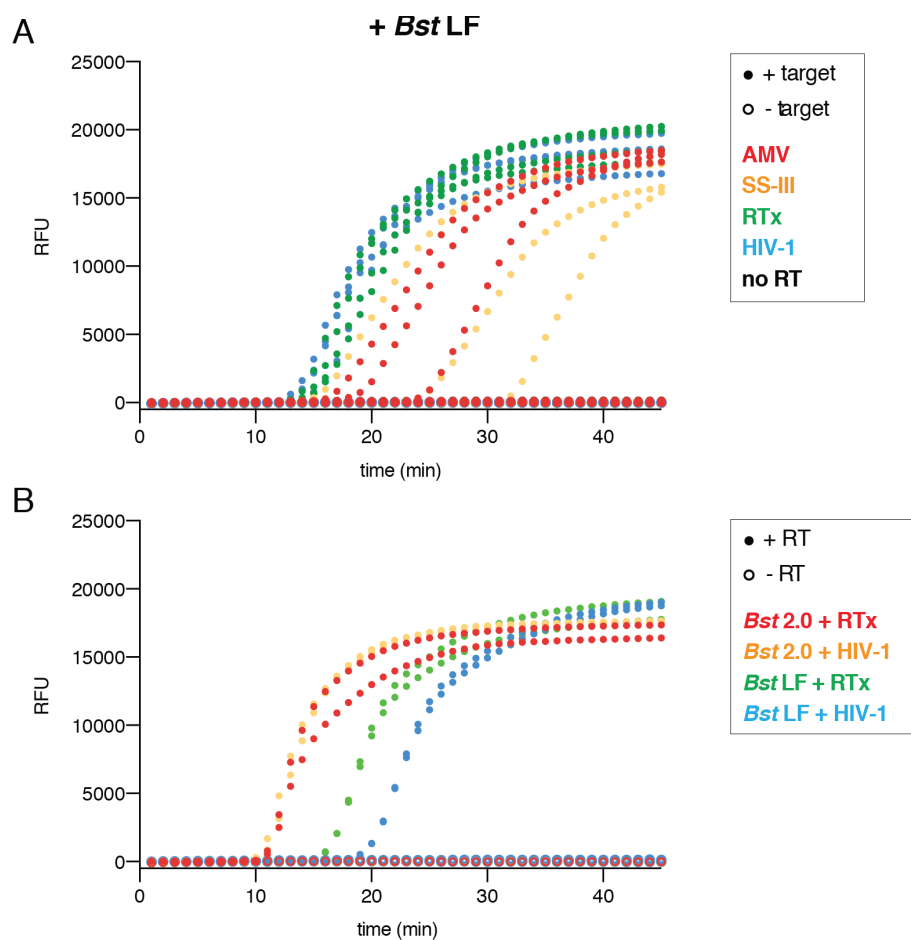 A
+ Bst LF
25000
20000
15000
10000
5000
0
RFU
0 10 20 30 40
time (min)
+ target
- target
AMV
SS-III
RTx
HIV-1
no RT
B
25000
20000
15000
10000
5000
0
RFU
0 10 20 30 40
time (min)
+ RT
- RT
Bst 2.0 + RTx
Bst 2.0 + HIV-1
Bst LF + RTx
Bst LF + HIV-1